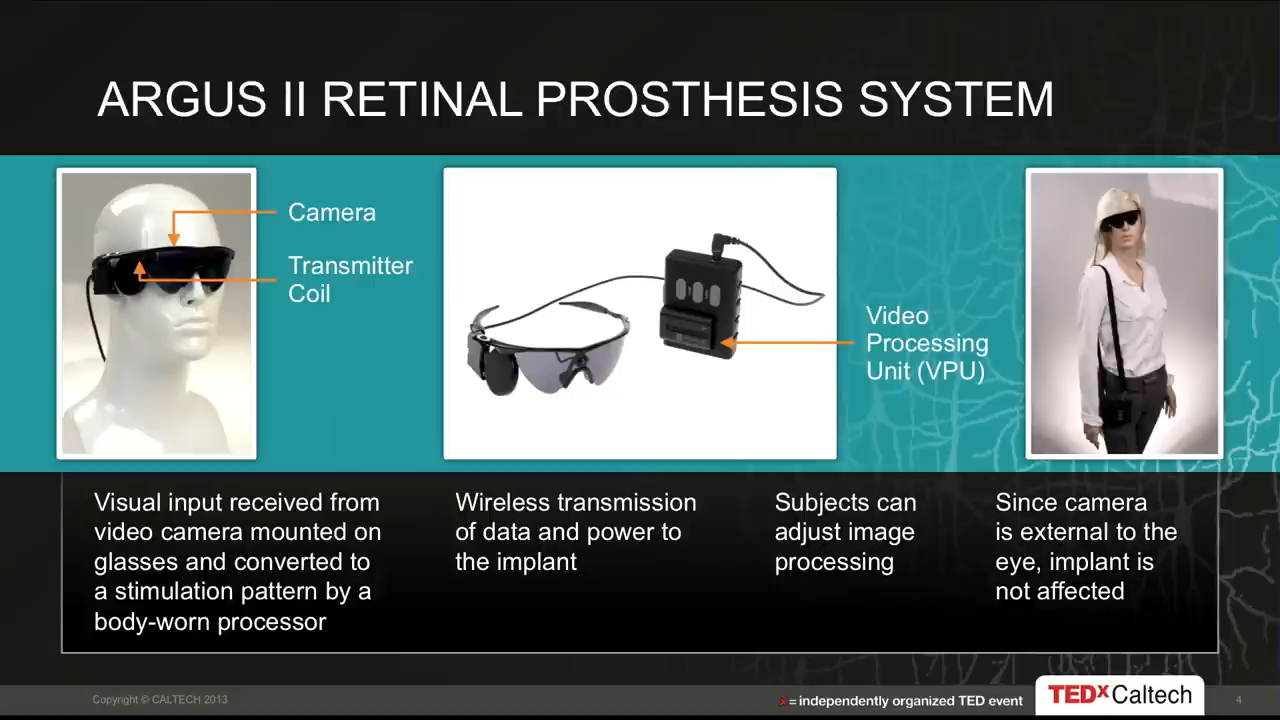 ARGUS II RETINAL PROSTHESIS SYSTEM
Camera
Transmitter
Coil
Video
Processing
Unit (VPU)
Visual input received from
video camera mounted on
glasses and converted to
a stimulation pattern by a
body-worn processor
Wireless transmission
of data and power to
the implant
Subjects can
adjust image
processing
Since camera
is external to the
eye, implant is
not affected
Copyright © CALTECH 2013
x = independently organized TED event
TEDxCaltech
4